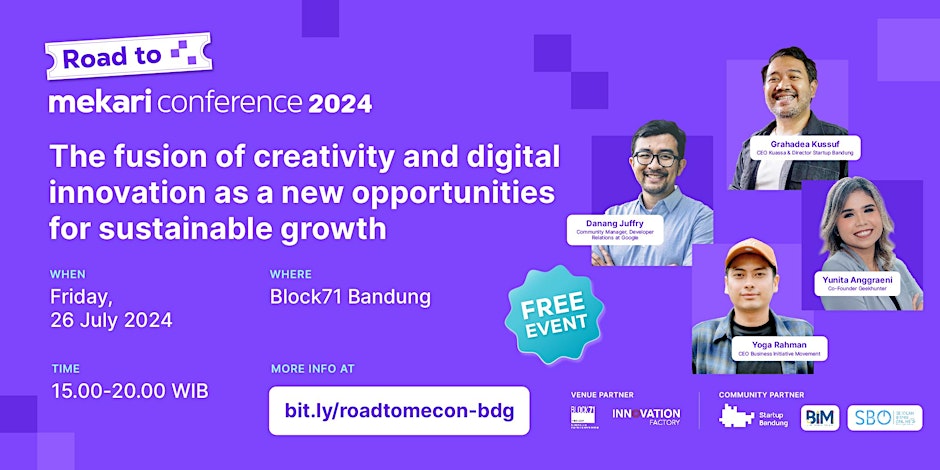 Road to
mekari conference 2024
The fusion of creativity and digital
innovation as a new opportunities
for sustainable growth
WHEN
Friday,
26 July 2024
WHERE
Block71 Bandung
TIME
15.00-20.00 WIB
MORE INFO AT
bit.ly/roadtomecon-bdg
FREE
EVENT
Grahadea Kussuf
CEO Kuassa & Director Startup Bandung
Danang Juffry
Community Manager, Developer
Relations at Google
Yunita Anggraeni
Co-Founder Geekhunter
Yoga Rahman
CEO Business Initiative Movement
VENUE PARTNER
BLOCK71
INNOVATION
FACTORY
COMMUNITY PARTNER
Startup
Bandung
BiM
SBO